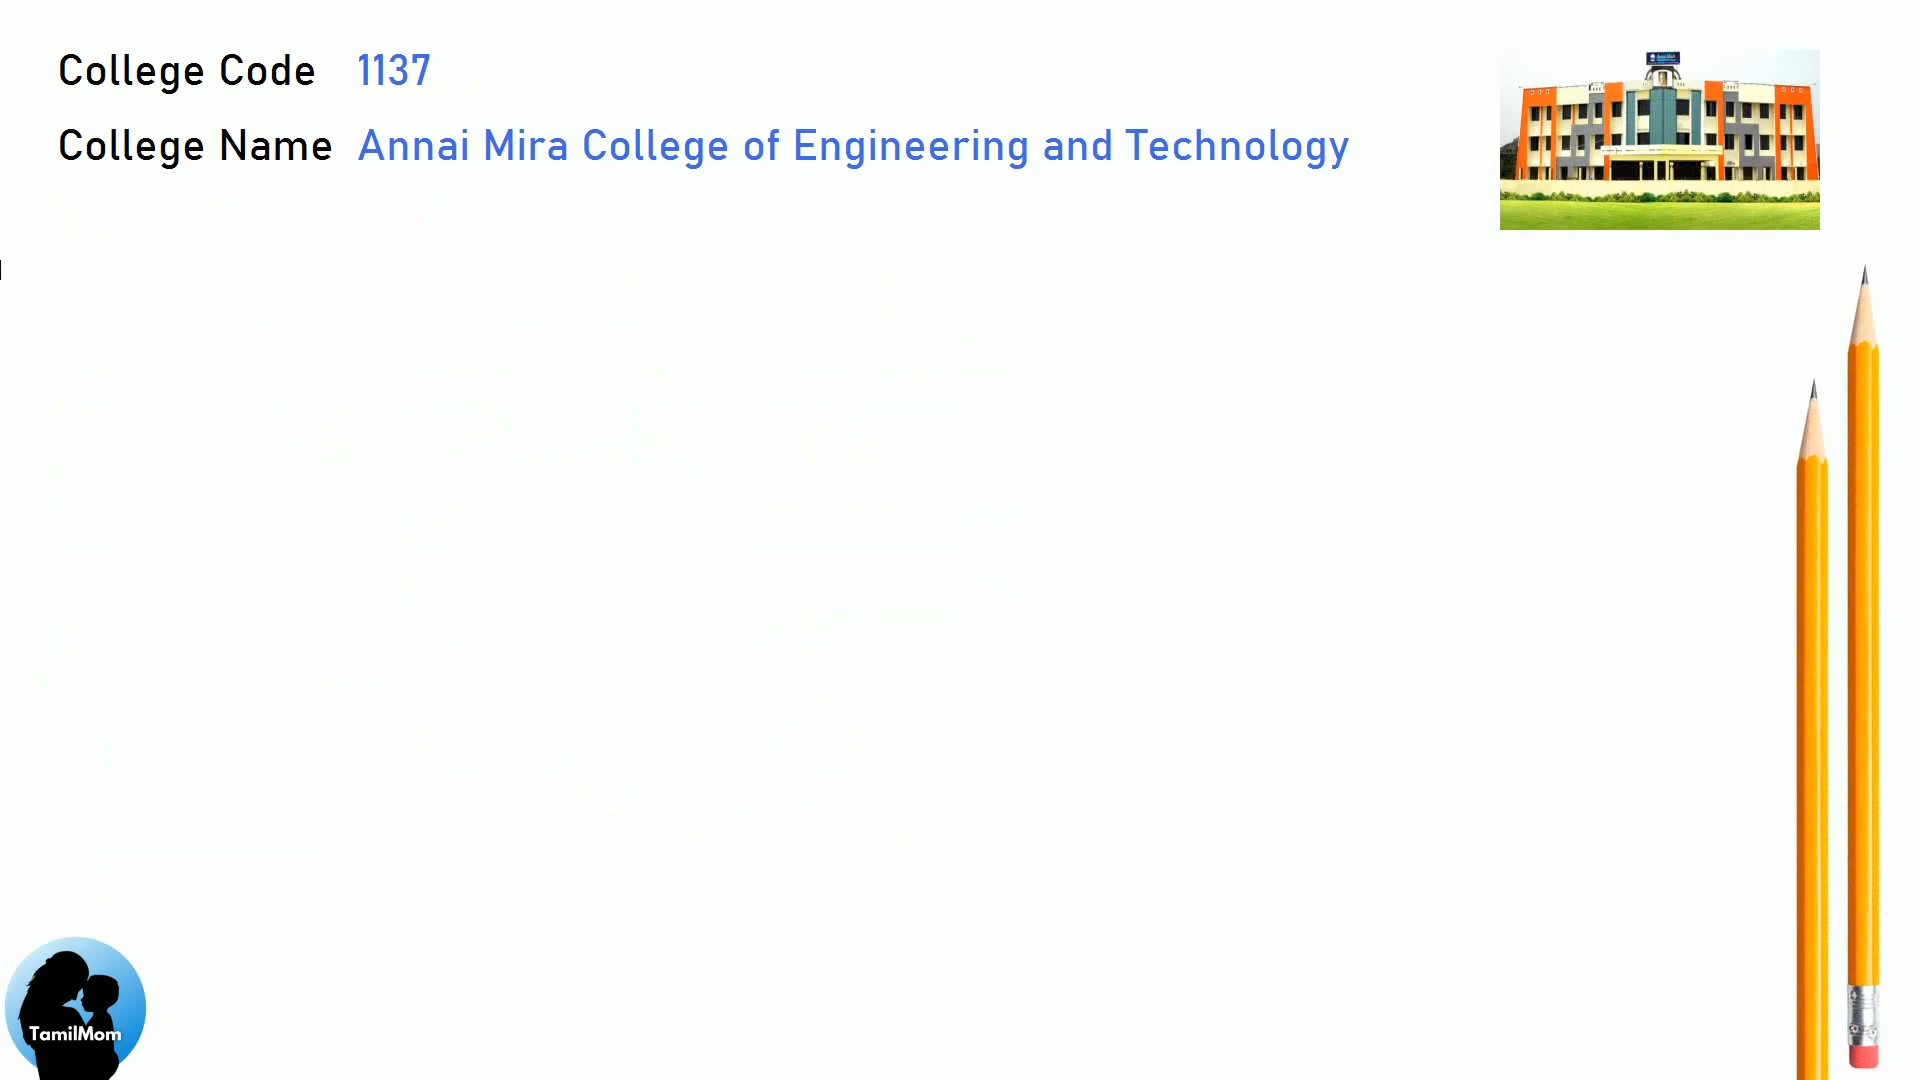 College Code 1137
College Name Annai Mira College of Engineering and Technology
TamilMom